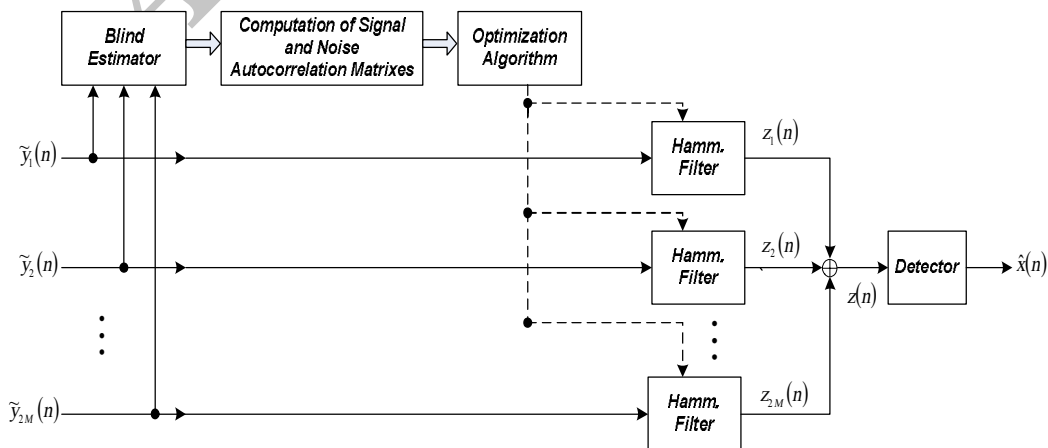 Blind
Estimator
Computation of Signal
and Noise
Autocorrelation Matrixes
Optimization
Algorithm
ỹ₁(n)
Hamm.
Filter
z₁(n)
ỹ₂(n)
Hamm.
Filter
z₂(n)
z(n)
Detector
x̂(n)
ỹ₂M(n)
Hamm.
Filter
z₂M(n)